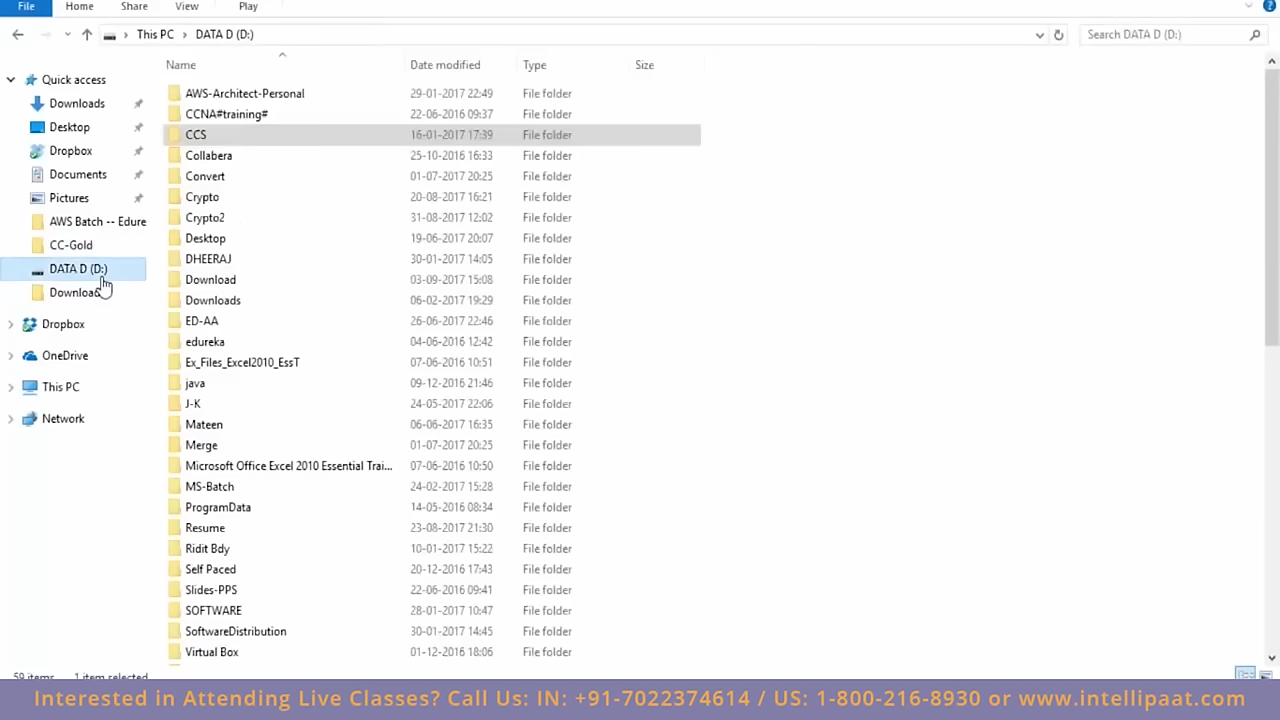 File Home Share View Play
This PC > DATA D (D:) Search DATA D (D:)
Name Date modified Type Size
Quick access
Downloads
Desktop
Dropbox
Documents
Pictures
AWS Batch -- Edure
CC-Gold
DATA D (D:)
Download
Dropbox
OneDrive
This PC
Network
AWS-Architect-Personal 29-01-2017 22:49 File folder
CCNA#training# 22-06-2016 09:37 File folder
CCS 16-01-2017 17:39 File folder
Collabera 25-10-2016 16:33 File folder
Convert 01-07-2017 20:25 File folder
Crypto 20-08-2017 16:21 File folder
Crypto2 31-08-2017 12:02 File folder
Desktop 19-06-2017 20:07 File folder
DHEERAJ 30-01-2017 14:05 File folder
Download 03-09-2017 15:08 File folder
Downloads 06-02-2017 19:29 File folder
ED-AA 26-06-2017 22:46 File folder
edureka 04-06-2016 12:42 File folder
Ex_Files_Excel2010_EssT 07-06-2016 10:51 File folder
java 09-12-2016 21:46 File folder
J-K 24-05-2017 22:06 File folder
Mateen 06-06-2017 16:35 File folder
Merge 01-07-2017 20:25 File folder
Microsoft Office Excel 2010 Essential Trai... 07-06-2016 10:50 File folder
MS-Batch 24-02-2017 15:28 File folder
ProgramData 14-05-2016 08:34 File folder
Resume 23-08-2017 21:30 File folder
Ridit Bdy 10-01-2017 15:22 File folder
Self Paced 20-12-2016 17:43 File folder
Slides-PPS 22-06-2016 09:41 File folder
SOFTWARE 28-01-2017 10:47 File folder
SoftwareDistribution 30-01-2017 14:45 File folder
Virtual Box 01-12-2016 18:06 File folder
59 items 1 item selected
Interested in Attending Live Classes? Call Us: IN: +91-7022374614 / US: 1-800-216-8930 or www.intellipaat.com